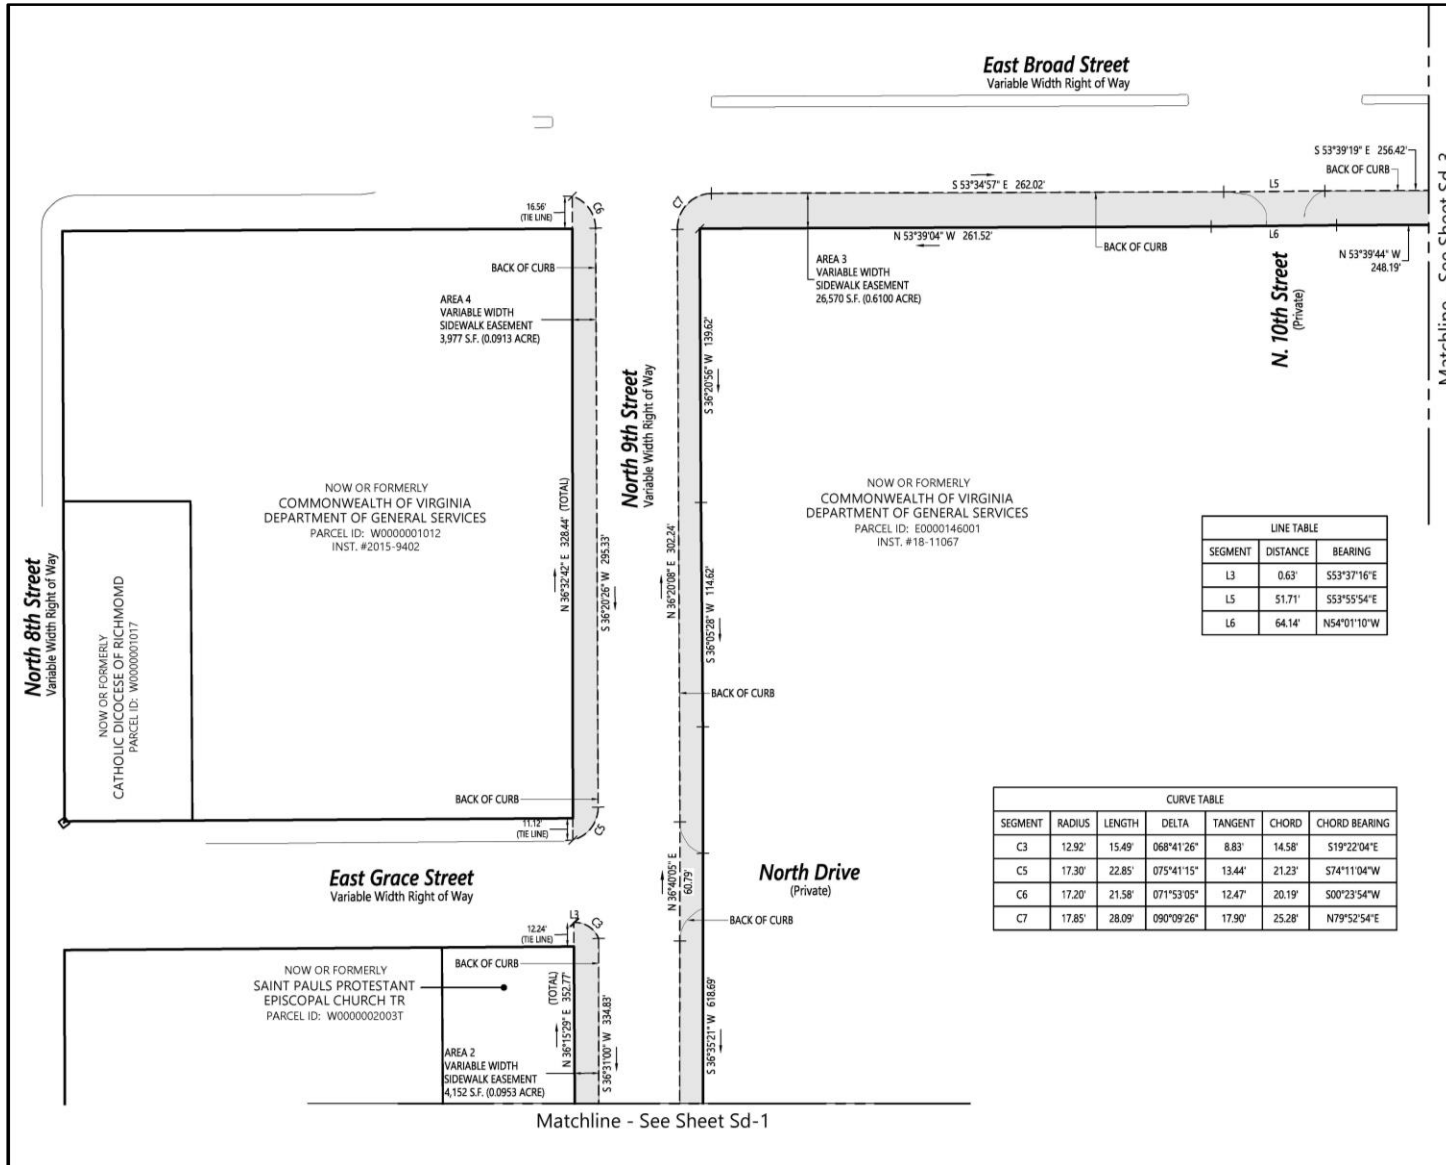 East Broad Street
Variable Width Right of Way
S 53°39'19" E 256.42'
BACK OF CURB
Matchline - See Sheet Sd-3
S 53°34'57" E 262.02'
L5
16.56'
(TIE LINE)
C6
C7
N 53°39'04" W 261.52'
BACK OF CURB
L6
N 53°39'44" W
248.19'
BACK OF CURB
AREA 3
VARIABLE WIDTH
SIDEWALK EASEMENT
26,570 S.F. (0.6100 ACRE)
N. 10th Street
(Private)
AREA 4
VARIABLE WIDTH
SIDEWALK EASEMENT
3,977 S.F. (0.0913 ACRE)
S 36°20'56" W 139.62'
North 9th Street
Variable Width Right of Way
NOW OR FORMERLY
COMMONWEALTH OF VIRGINIA
DEPARTMENT OF GENERAL SERVICES
PARCEL ID: W0000001012
INST. #2015-9402
NOW OR FORMERLY
COMMONWEALTH OF VIRGINIA
DEPARTMENT OF GENERAL SERVICES
PARCEL ID: E0000146001
INST. #18-11067
N 36°32'42" E 328.44' (TOTAL)
S 36°20'26" W 295.33'
N 36°20'08" E 302.24'
S 36°05'28" W 114.62'
North 8th Street
Variable Width Right of Way
NOW OR FORMERLY
CATHOLIC DICOCESE OF RICHMOMD
PARCEL ID: W0000001017
LINE TABLE
SEGMENT DISTANCE BEARING
L3 0.63' S53°37'16"E
L5 51.71' S53°55'54"E
L6 64.14' N54°01'10"W
BACK OF CURB
BACK OF CURB
11.12'
(TIE LINE)
C5
CURVE TABLE
SEGMENT RADIUS LENGTH DELTA TANGENT CHORD CHORD BEARING
C3 12.92' 15.49' 068°41'26" 8.83' 14.58' S19°22'04"E
C5 17.30' 22.85' 075°41'15" 13.44' 21.23' S74°11'04"W
C6 17.20' 21.58' 071°53'05" 12.47' 20.19' S00°23'54"W
C7 17.85' 28.09' 090°09'26" 17.90' 25.28' N79°52'54"E
East Grace Street
Variable Width Right of Way
N 36°40'05" E
60.79'
North Drive
(Private)
BACK OF CURB
L3
C3
12.24'
(TIE LINE)
BACK OF CURB
NOW OR FORMERLY
SAINT PAULS PROTESTANT
EPISCOPAL CHURCH TR
PARCEL ID: W0000002003T
(TOTAL)
N 36°15'29" E 352.77'
S 36°31'00" W 334.83'
S 36°35'21" W 618.69'
AREA 2
VARIABLE WIDTH
SIDEWALK EASEMENT
4,152 S.F. (0.0953 ACRE)
Matchline - See Sheet Sd-1